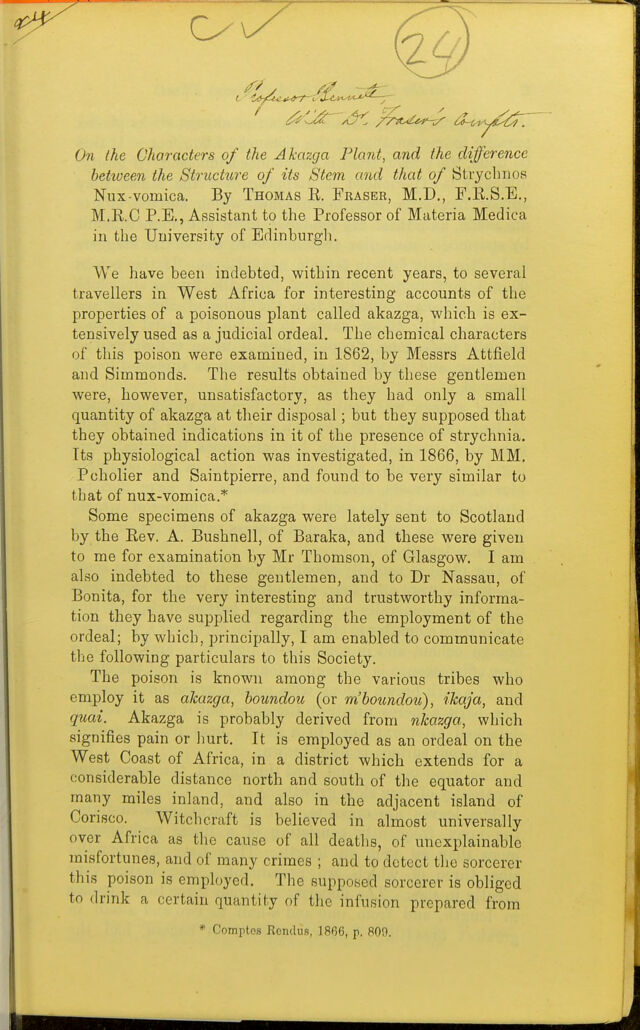 24
24
Professor Bennett,
With Dr. Fraser's Compts.
On the Characters of the Akazga Plant, and the difference
between the Structure of its Stem and that of Strychnos
Nux-vomica. By THOMAS R. FRASER, M.D., F.R.S.E.,
M.R.C P.E., Assistant to the Professor of Materia Medica
in the University of Edinburgh.
We have been indebted, within recent years, to several
travellers in West Africa for interesting accounts of the
properties of a poisonous plant called akazga, which is ex-
tensively used as a judicial ordeal. The chemical characters
of this poison were examined, in 1862, by Messrs Attfield
and Simmonds. The results obtained by these gentlemen
were, however, unsatisfactory, as they had only a small
quantity of akazga at their disposal; but they supposed that
they obtained indications in it of the presence of strychnia.
Its physiological action was investigated, in 1866, by MM.
Pcholier and Saintpierre, and found to be very similar to
that of nux-vomica.*
Some specimens of akazga were lately sent to Scotland
by the Rev. A. Bushnell, of Baraka, and these were given
to me for examination by Mr Thomson, of Glasgow. I am
also indebted to these gentlemen, and to Dr Nassau, of
Bonita, for the very interesting and trustworthy informa-
tion they have supplied regarding the employment of the
ordeal; by which, principally, I am enabled to communicate
the following particulars to this Society.
The poison is known among the various tribes who
employ it as akazga, boundou (or m'boundou), ikaja, and
quai. Akazga is probably derived from nkazga, which
signifies pain or hurt. It is employed as an ordeal on the
West Coast of Africa, in a district which extends for a
considerable distance north and south of the equator and
many miles inland, and also in the adjacent island of
Corisco. Witchcraft is believed in almost universally
over Africa as the cause of all deaths, of unexplainable
misfortunes, and of many crimes; and to detect the sorcerer
this poison is employed. The supposed sorcerer is obliged
to drink a certain quantity of the infusion prepared from
* Comptes Rendus, 1866, p. 809.